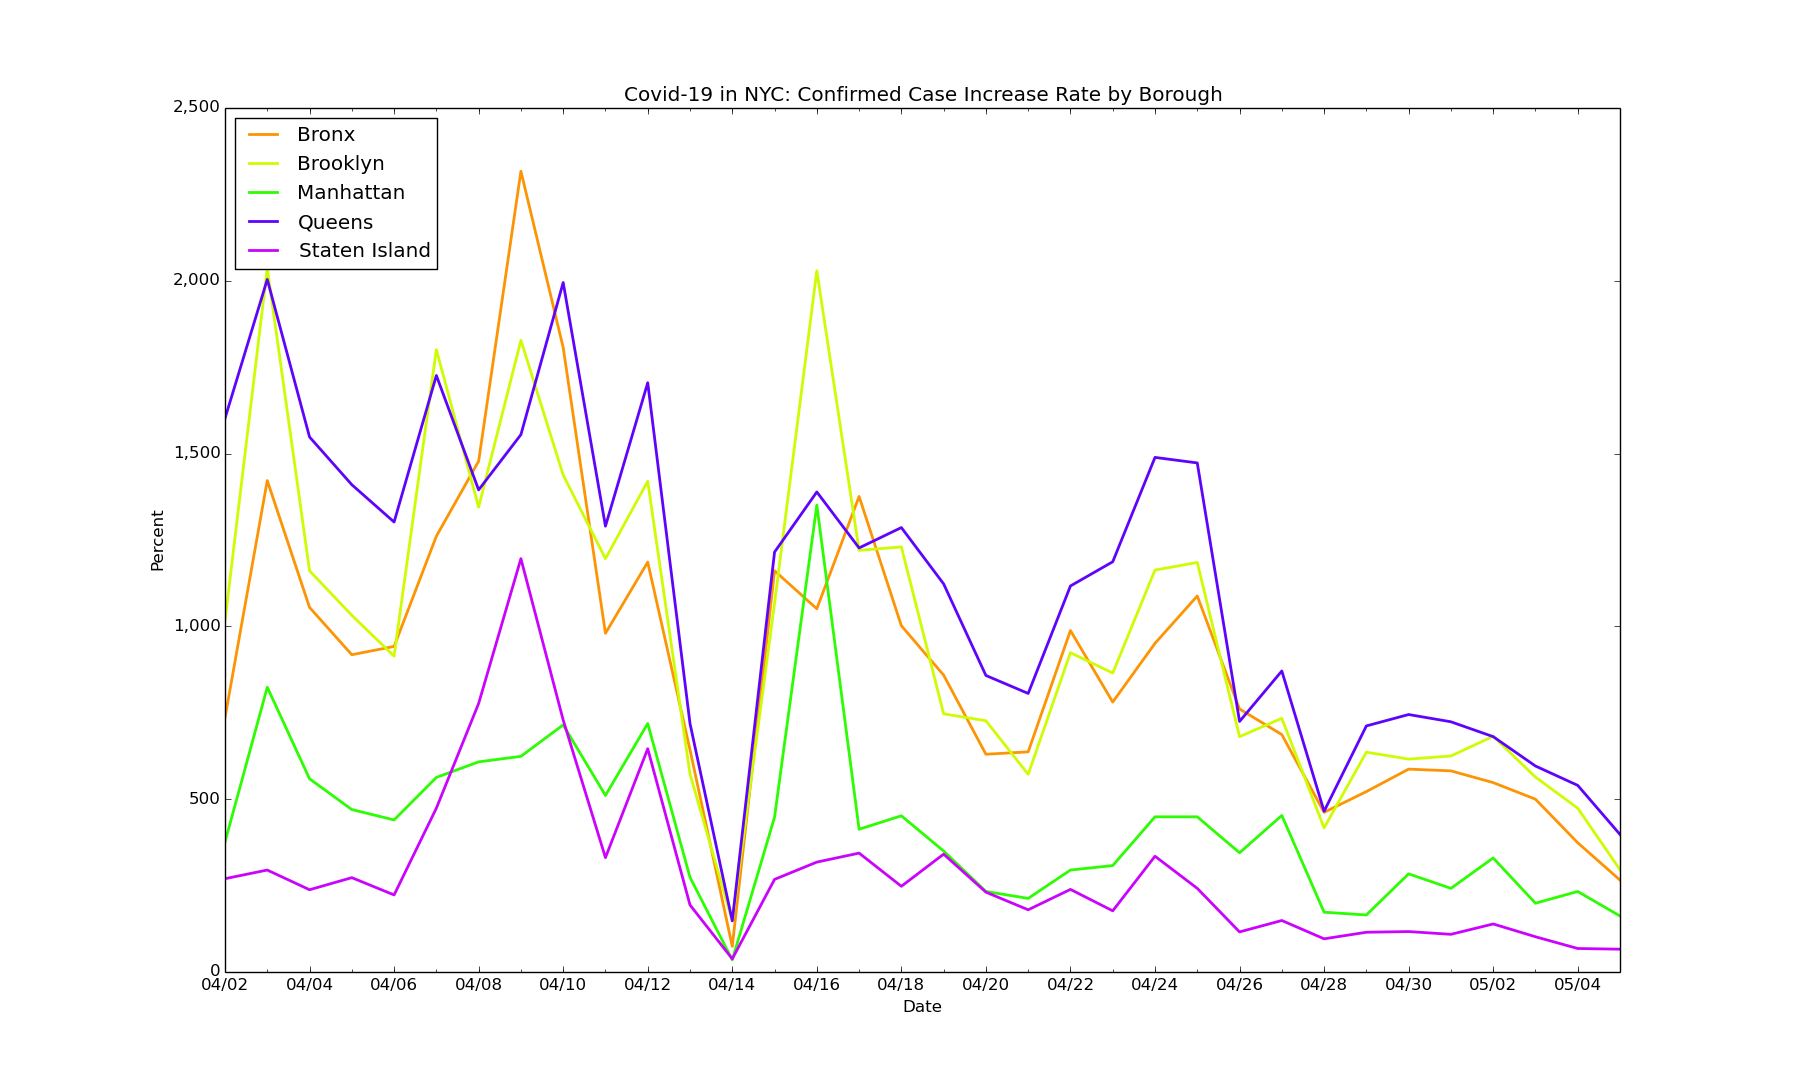 Covid-19 in NYC: Confirmed Case Increase Rate by Borough
2,500
2,000
1,500
1,000
500
0
Percent
Bronx
Brooklyn
Manhattan
Queens
Staten Island
04/02 04/04 04/06 04/08 04/10 04/12 04/14 04/16 04/18 04/20 04/22 04/24 04/26 04/28 04/30 05/02 05/04
Date